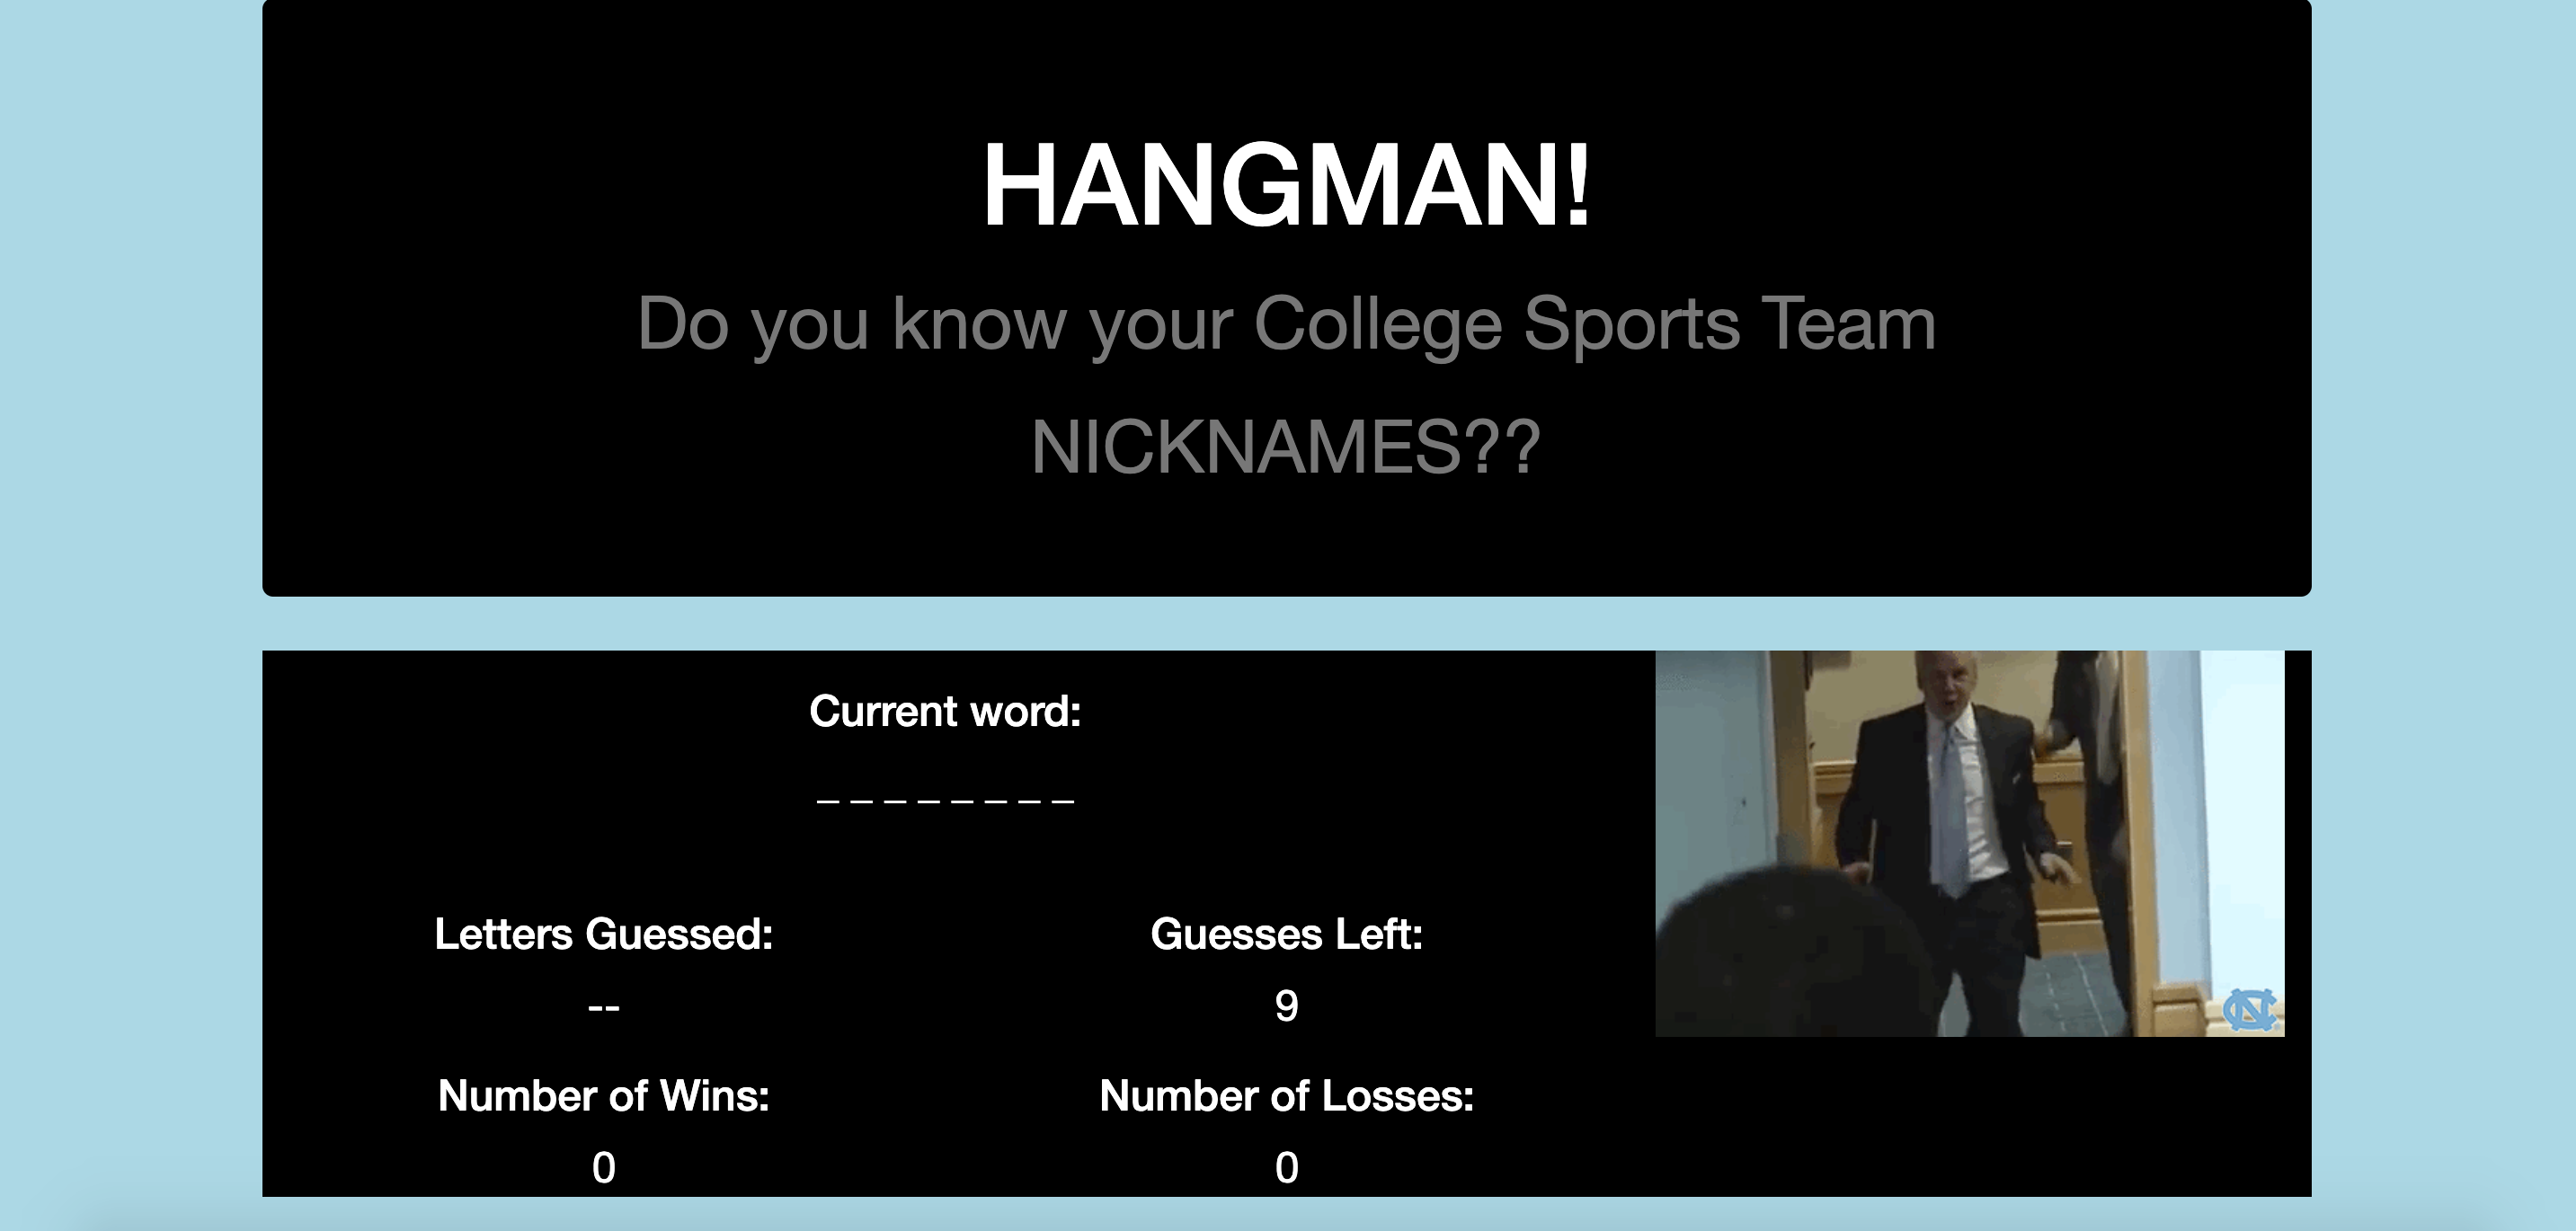 HANGMAN!
Do you know your College Sports Team
NICKNAMES??
Current word:
_ _ _ _ _ _ _ _
Letters Guessed:
Guesses Left:
--
9
Number of Wins:
Number of Losses:
0
0
NC